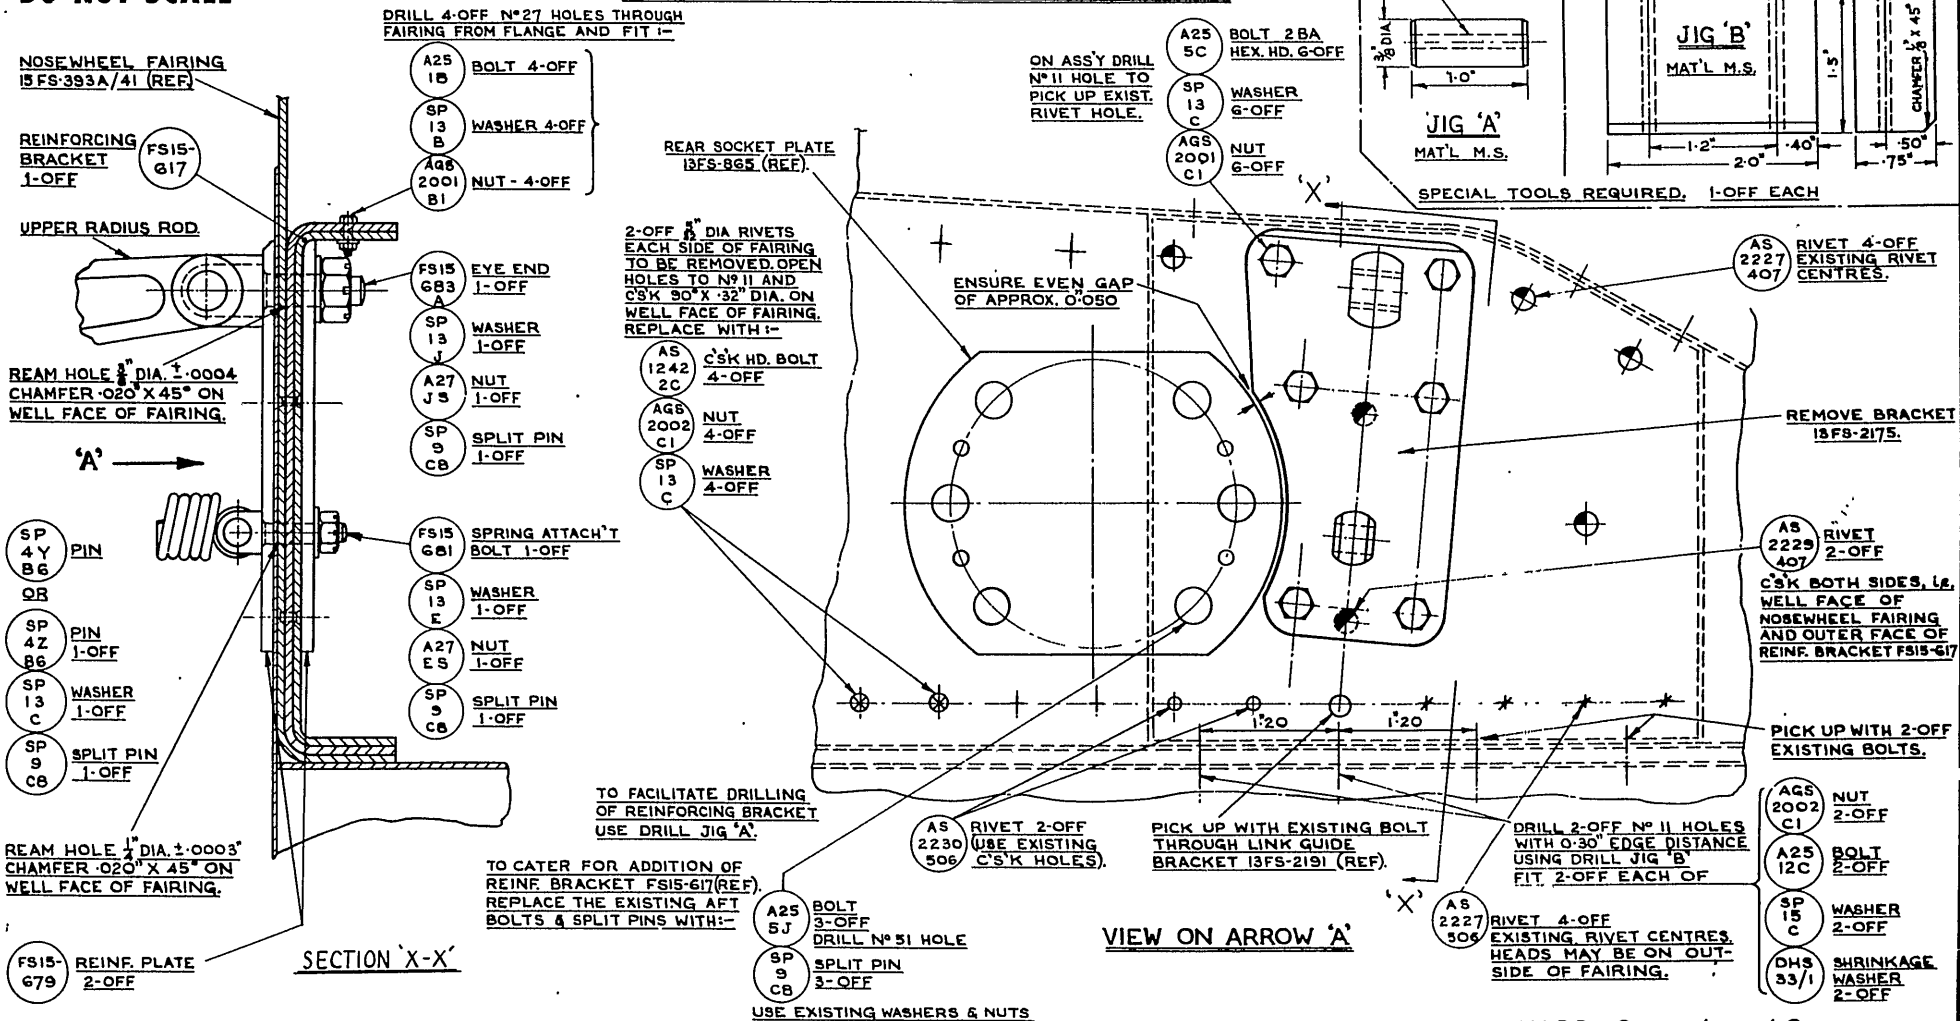 DO NOT SCALE
DRILL 4-OFF Nº27 HOLES THROUGH
FAIRING FROM FLANGE AND FIT :-
A25
1B
BOLT 4-OFF
SP
13
B
WASHER 4-OFF
AGS
2001
B1
NUT - 4-OFF
NOSEWHEEL FAIRING
15FS·393A/41 (REF)
REINFORCING
BRACKET
1-OFF
FS15-
617
UPPER RADIUS ROD.
FS15
683
A
EYE END
1-OFF
SP
13
J
WASHER
1-OFF
A27
JS
NUT
1-OFF
SP
9
C8
SPLIT PIN
1-OFF
REAM HOLE 3/8" DIA. ±·0004
CHAMFER ·020" X 45° ON
WELL FACE OF FAIRING.
'A'
SP
4Y
B6
PIN
OR
SP
4Z
B6
PIN
1-OFF
SP
13
C
WASHER
1-OFF
SP
9
C8
SPLIT PIN
1-OFF
FS15
681
SPRING ATTACH'T
BOLT 1-OFF
SP
13
E
WASHER
1-OFF
A27
ES
NUT
1-OFF
SP
9
C8
SPLIT PIN
1-OFF
REAM HOLE 1/4" DIA. ±·0003"
CHAMFER ·020" X 45° ON
WELL FACE OF FAIRING.
FS15-
679
REINF. PLATE
2-OFF
SECTION 'X-X'
REAR SOCKET PLATE
13FS-865 (REF).
2-OFF DIA RIVETS
EACH SIDE OF FAIRING
TO BE REMOVED. OPEN
HOLES TO Nº 11 AND
C'S'K 90° X ·32" DIA. ON
WELL FACE OF FAIRING.
REPLACE WITH :-
AS
1242
2C
C'S'K HD. BOLT
4-OFF
AGS
2002
C1
NUT
4-OFF
SP
13
C
WASHER
4-OFF
ON ASS'Y DRILL
Nº 11 HOLE TO
PICK UP EXIST.
RIVET HOLE.
A25
5C
BOLT 2BA
HEX. HD. 6-OFF
SP
13
C
WASHER
6-OFF
AGS
2001
C1
NUT
6-OFF
ENSURE EVEN GAP
OF APPROX. 0"·050
'X'
3/8" DIA
1·0"
JIG 'A'
MAT'L M.S.
JIG 'B'
MAT'L M.S.
1·5"
1·2"
·40"
2·0"
CHAMFER X 45°
·50"
·75"
SPECIAL TOOLS REQUIRED. 1-OFF EACH
AS
2227
407
RIVET 4-OFF
EXISTING RIVET
CENTRES.
REMOVE BRACKET
13FS-2175.
AS
2229
407
RIVET
2-OFF
C'S'K BOTH SIDES, i.e.
WELL FACE OF
NOSEWHEEL FAIRING
AND OUTER FACE OF
REINF. BRACKET FS15-617
1"·20
1"·20
PICK UP WITH 2-OFF
EXISTING BOLTS.
TO FACILITATE DRILLING
OF REINFORCING BRACKET
USE DRILL JIG 'A'.
TO CATER FOR ADDITION OF
REINF. BRACKET FS15-617(REF).
REPLACE THE EXISTING AFT
BOLTS & SPLIT PINS WITH:-
A25
5J
BOLT
3-OFF
DRILL Nº 51 HOLE
SP
9
C8
SPLIT PIN
3-OFF
USE EXISTING WASHERS & NUTS
AS
2230
506
RIVET 2-OFF
(USE EXISTING
C'S'K HOLES).
PICK UP WITH EXISTING BOLT
THROUGH LINK GUIDE
BRACKET 13FS-2191 (REF).
VIEW ON ARROW 'A'
'X'
AS
2227
506
RIVET 4-OFF
EXISTING RIVET CENTRES.
HEADS MAY BE ON OUT-
SIDE OF FAIRING.
DRILL 2-OFF Nº 11 HOLES
WITH 0·30" EDGE DISTANCE
USING DRILL JIG 'B'
FIT 2-OFF EACH OF
AGS
2002
C1
NUT
2-OFF
A25
12C
BOLT
2-OFF
SP
15
C
WASHER
2-OFF
DHS
33/1
SHRINKAGE
WASHER
2-OFF